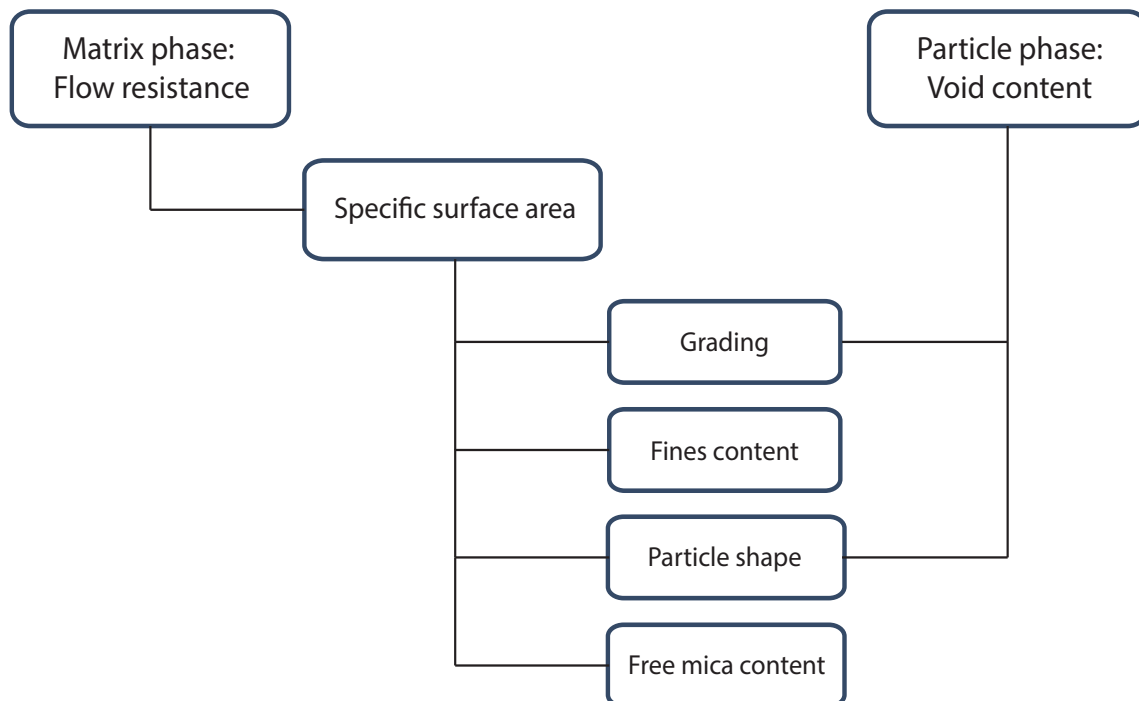 Matrix phase:
Flow resistance
Particle phase:
Void content
Specific surface area
Grading
Fines content
Particle shape
Free mica content